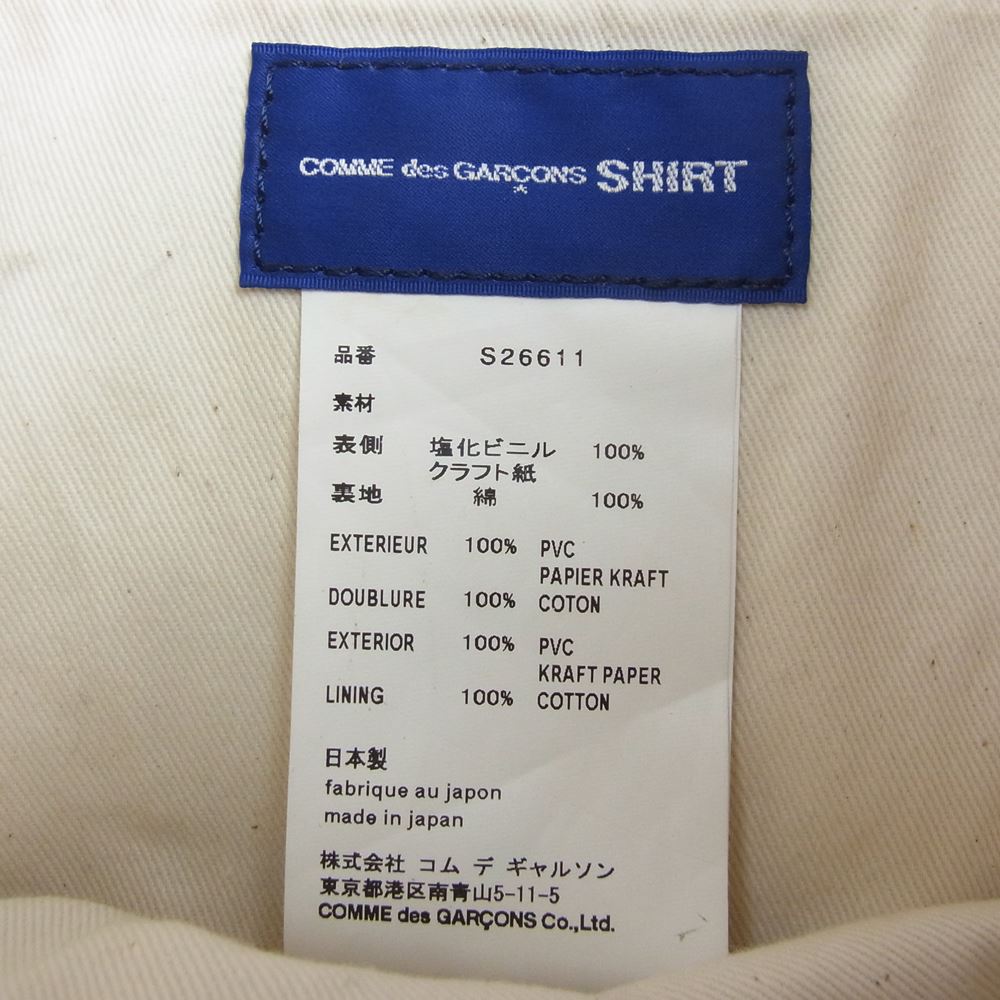 COMME des GARÇONS SHIRT
品番 S26611
素材
表側 塩化ビニル 100%
クラフト紙
裏地 綿 100%
EXTERIEUR 100% PVC
PAPIER KRAFT
DOUBLURE 100% COTON
EXTERIOR 100% PVC
KRAFT PAPER
LINING 100% COTTON
日本製
fabrique au japon
made in japan
株式会社 コム デ ギャルソン
東京都港区南青山5-11-5
COMME des GARÇONS Co.,Ltd.